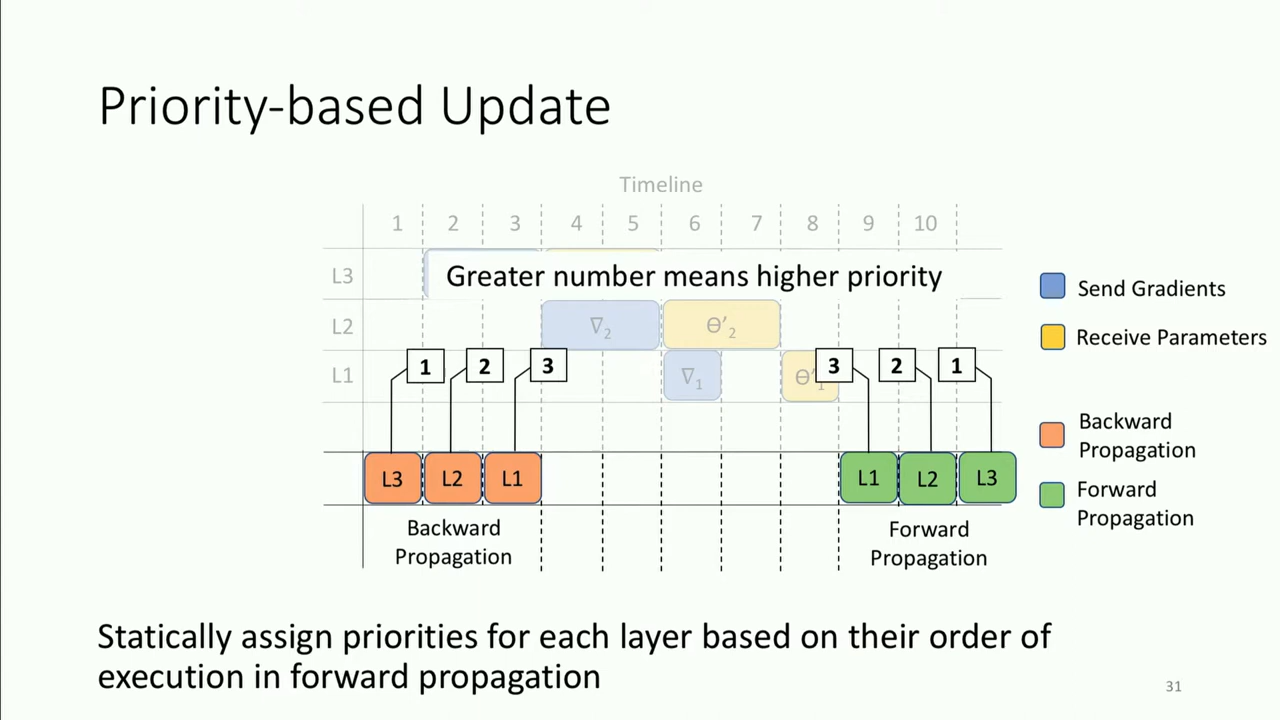 Priority-based Update
Timeline
1 2 3 4 5 6 7 8 9 10
L3
Greater number means higher priority
L2 ∇2 Θ′2
L1 ∇1 Θ′1
1 2 3 3 2 1
L3 L2 L1 L1 L2 L3
Backward
Propagation
Forward
Propagation
Send Gradients
Receive Parameters
Backward
Propagation
Forward
Propagation
Statically assign priorities for each layer based on their order of
execution in forward propagation
31